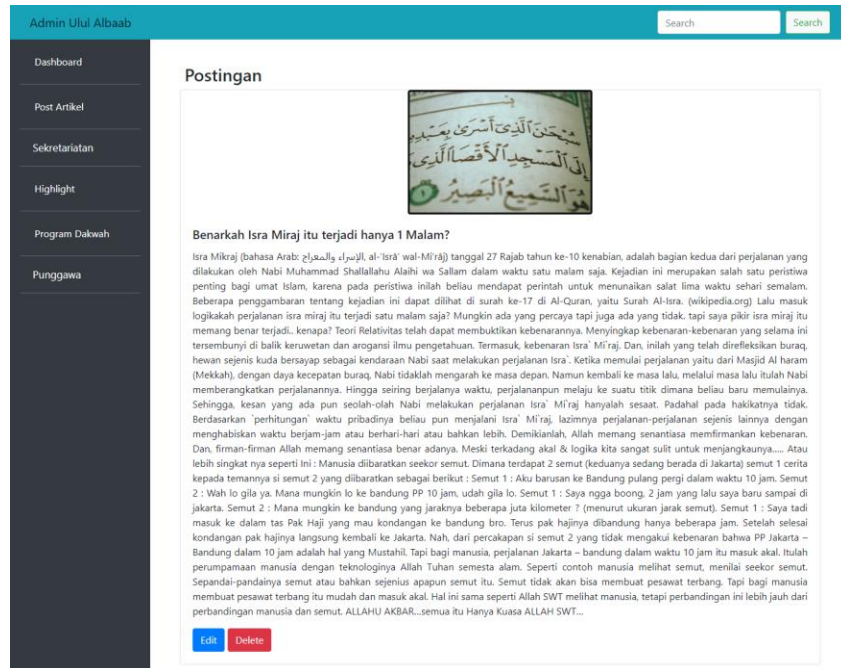 Admin Ulul Albaab
Search
Search
Dashboard
Post Artikel
Sekretariatan
Highlight
Program Dakwah
Punggawa
Postingan
سُبْحَٰنَ ٱلَّذِىٓ أَسْرَىٰ بِعَبْدِهِ
إِلَى ٱلْمَسْجِدِ ٱلْأَقْصَا ٱلَّذِى
هُوَ ٱلسَّمِيعُ ٱلْبَصِيرُ ١
Benarkah Isra Miraj itu terjadi hanya 1 Malam?
Isra Mikraj (bahasa Arab: الإسراء والمعراج, al-'Isrā' wal-Mi'rāj) tanggal 27 Rajab tahun ke-10 kenabian, adalah bagian kedua dari perjalanan yang
dilakukan oleh Nabi Muhammad Shallallahu Alaihi wa Sallam dalam waktu satu malam saja. Kejadian ini merupakan salah satu peristiwa
penting bagi umat Islam, karena pada peristiwa inilah beliau mendapat perintah untuk menunaikan salat lima waktu sehari semalam.
Beberapa penggambaran tentang kejadian ini dapat dilihat di surah ke-17 di Al-Quran, yaitu Surah Al-Isra. (wikipedia.org) Lalu masuk
logikakah perjalanan isra miraj itu terjadi satu malam saja? Mungkin ada yang percaya tapi juga ada yang tidak. tapi saya pikir isra miraj itu
memang benar terjadi.. kenapa? Teori Relativitas telah dapat membuktikan kebenarannya. Menyingkap kebenaran-kebenaran yang selama ini
tersembunyi di balik keruwetan dan arogansi ilmu pengetahuan. Termasuk, kebenaran Isra` Mi`raj. Dan, inilah yang telah direfleksikan buraq,
hewan sejenis kuda bersayap sebagai kendaraan Nabi saat melakukan perjalanan Isra`. Ketika memulai perjalanan yaitu dari Masjid Al haram
(Mekkah), dengan daya kecepatan buraq, Nabi tidaklah mengarah ke masa depan. Namun kembali ke masa lalu, melalui masa lalu itulah Nabi
memberangkatkan perjalanannya. Hingga seiring berjalanya waktu, perjalananpun melaju ke suatu titik dimana beliau baru memulainya.
Sehingga, kesan yang ada pun seolah-olah Nabi melakukan perjalanan Isra` Mi`raj hanyalah sesaat. Padahal pada hakikatnya tidak.
Berdasarkan `perhitungan` waktu pribadinya beliau pun menjalani Isra` Mi`raj, lazimnya perjalanan-perjalanan sejenis lainnya dengan
menghabiskan waktu berjam-jam atau berhari-hari atau bahkan lebih. Demikianlah, Allah memang senantiasa memfirmankan kebenaran.
Dan, firman-firman Allah memang senantiasa benar adanya. Meski terkadang akal & logika kita sangat sulit untuk menjangkaunya..... Atau
lebih singkat nya seperti Ini : Manusia diibaratkan seekor semut. Dimana terdapat 2 semut (keduanya sedang berada di Jakarta) semut 1 cerita
kepada temannya si semut 2 yang diibaratkan sebagai berikut : Semut 1 : Aku barusan ke Bandung pulang pergi dalam waktu 10 jam. Semut
2 : Wah lo gila ya. Mana mungkin lo ke bandung PP 10 jam, udah gila lo. Semut 1 : Saya ngga boong, 2 jam yang lalu saya baru sampai di
jakarta. Semut 2 : Mana mungkin ke bandung yang jaraknya beberapa juta kilometer ? (menurut ukuran jarak semut). Semut 1 : Saya tadi
masuk ke dalam tas Pak Haji yang mau kondangan ke bandung bro. Terus pak hajinya dibandung hanya beberapa jam. Setelah selesai
kondangan pak hajinya langsung kembali ke Jakarta. Nah, dari percakapan si semut 2 yang tidak mengakui kebenaran bahwa PP Jakarta –
Bandung dalam 10 jam adalah hal yang Mustahil. Tapi bagi manusia, perjalanan Jakarta – bandung dalam waktu 10 jam itu masuk akal. Itulah
perumpamaan manusia dengan teknologinya Allah Tuhan semesta alam. Seperti contoh manusia melihat semut, menilai seekor semut.
Sepandai-pandainya semut atau bahkan sejenius apapun semut itu. Semut tidak akan bisa membuat pesawat terbang. Tapi bagi manusia
membuat pesawat terbang itu mudah dan masuk akal. Hal ini sama seperti Allah SWT melihat manusia, tetapi perbandingan ini lebih jauh dari
perbandingan manusia dan semut. ALLAHU AKBAR...semua itu Hanya Kuasa ALLAH SWT...
Edit
Delete